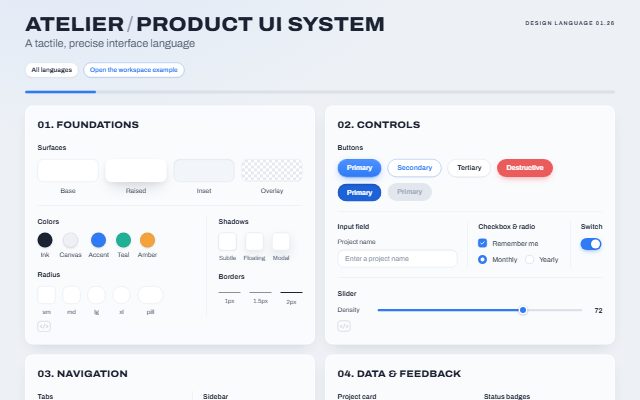 ATELIER / PRODUCT UI SYSTEM
DESIGN LANGUAGE 01.26
A tactile, precise interface language
All languages
Open the workspace example
01. FOUNDATIONS
Surfaces
Base
Raised
Inset
Overlay
Colors
Ink
Canvas
Accent
Teal
Amber
Shadows
Subtle
Floating
Modal
Radius
sm
md
lg
xl
pill
Borders
1px
1.5px
2px
</>
02. CONTROLS
Buttons
Primary
Secondary
Tertiary
Destructive
Primary
Primary
Input field
Project name
Enter a project name
Checkbox & radio
Remember me
Monthly
Yearly
Switch
Slider
Density
72
</>
03. NAVIGATION
Tabs
Sidebar
04. DATA & FEEDBACK
Project card
Status badges